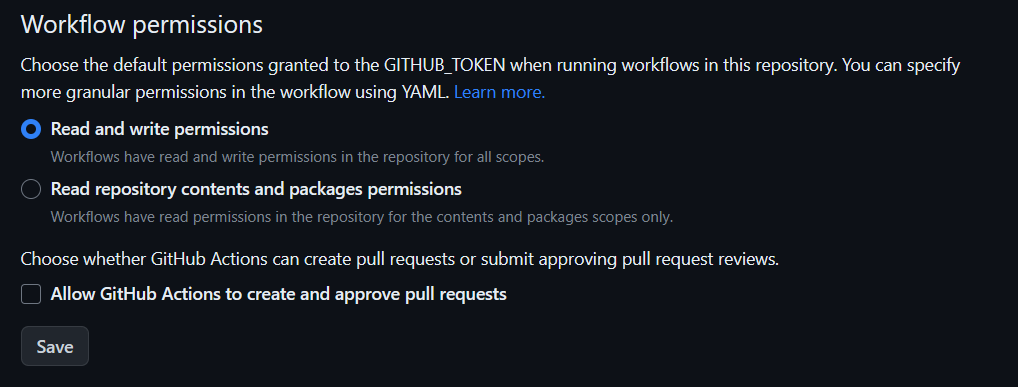 Workflow permissions
Choose the default permissions granted to the GITHUB_TOKEN when running workflows in this repository. You can specify
more granular permissions in the workflow using YAML. Learn more.
Read and write permissions
Workflows have read and write permissions in the repository for all scopes.
Read repository contents and packages permissions
Workflows have read permissions in the repository for the contents and packages scopes only.
Choose whether GitHub Actions can create pull requests or submit approving pull request reviews.
Allow GitHub Actions to create and approve pull requests
Save